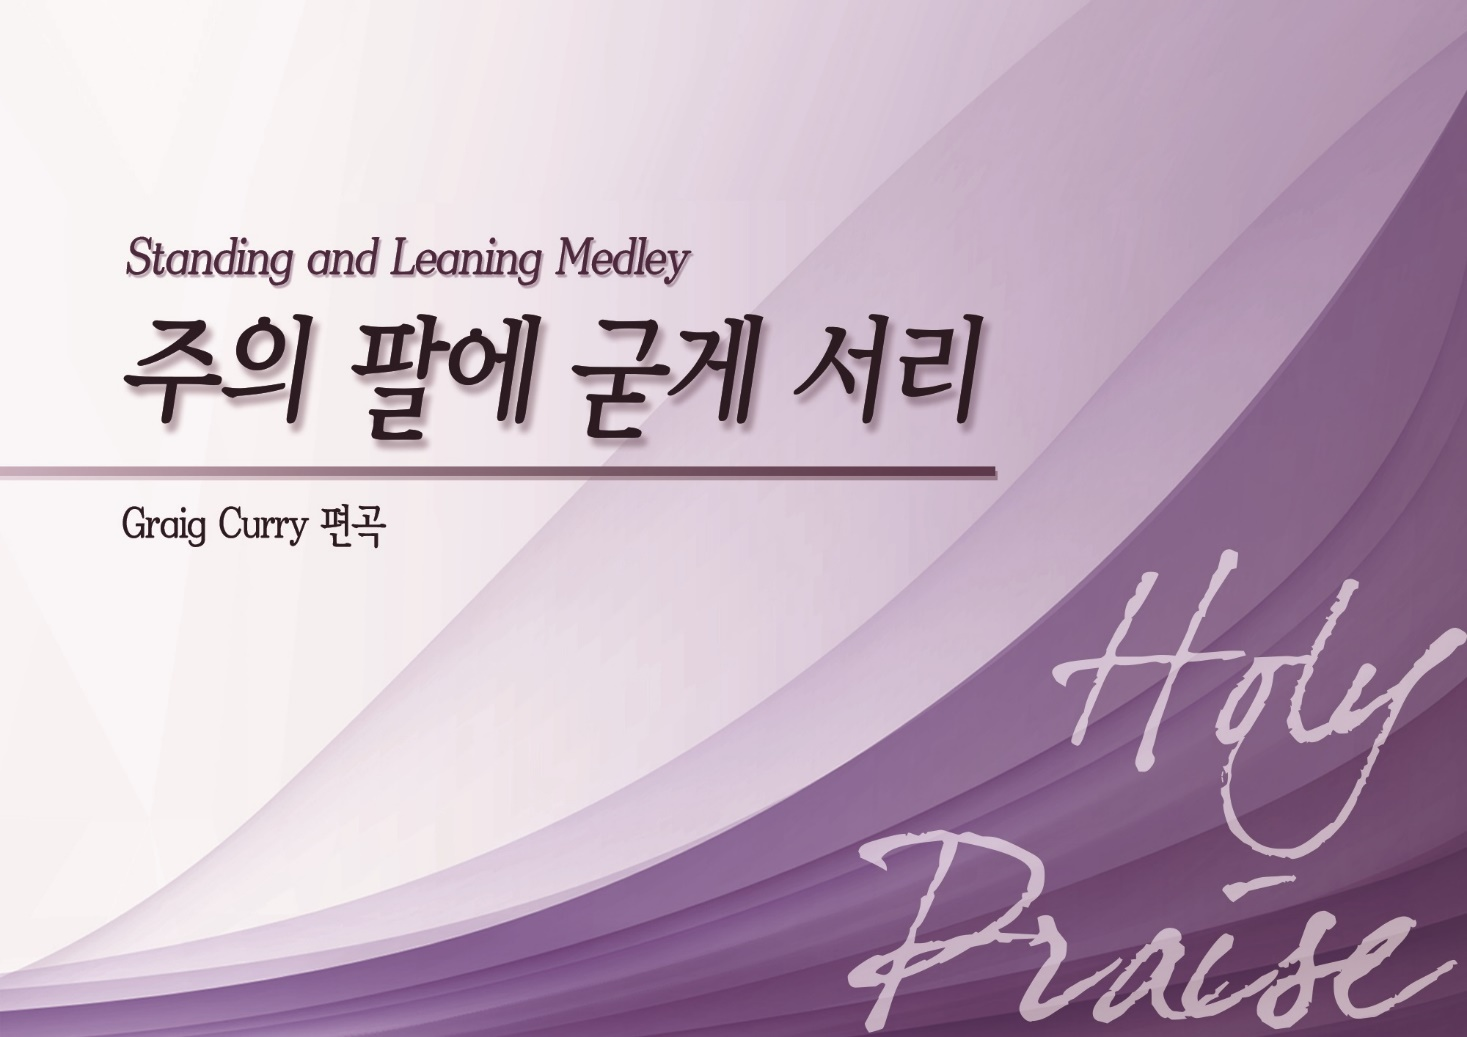 Standing and Leaning Medley
주의 팔에 굳게 서리
Graig Curry 편곡
Holy
Praise